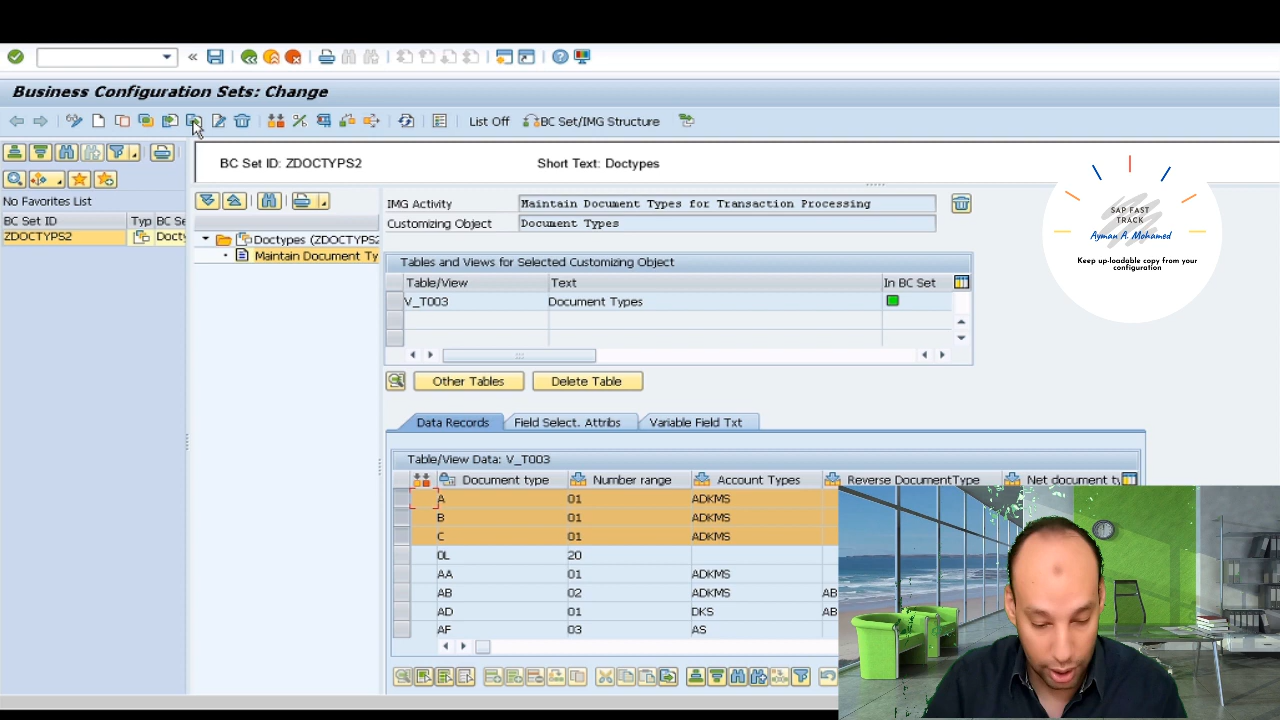 Business Configuration Sets: Change
List Off
BC Set/IMG Structure
BC Set ID: ZDOCTYPS2
Short Text: Doctypes
No Favorites List
BC Set ID Typ BC Se
ZDOCTYPS2 Docty
Doctypes (ZDOCTYPS2
Maintain Document Ty
IMG Activity Maintain Document Types for Transaction Processing
Customizing Object Document Types
Tables and Views for Selected Customizing Object
Table/View Text In BC Set
V_T003 Document Types
Other Tables Delete Table
Data Records Field Select. Attribs Variable Field Txt
Table/View Data: V_T003
Document type Number range Account Types Reverse DocumentType Net document ty
A 01 ADKMS
B 01 ADKMS
C 01 ADKMS
0L 20
AA 01 ADKMS
AB 02 ADKMS AB
AD 01 DKS AB
AF 03 AS
SAP FAST
TRACK
Ayman A. Mohamed
Keep up-loadable copy from your
configuration